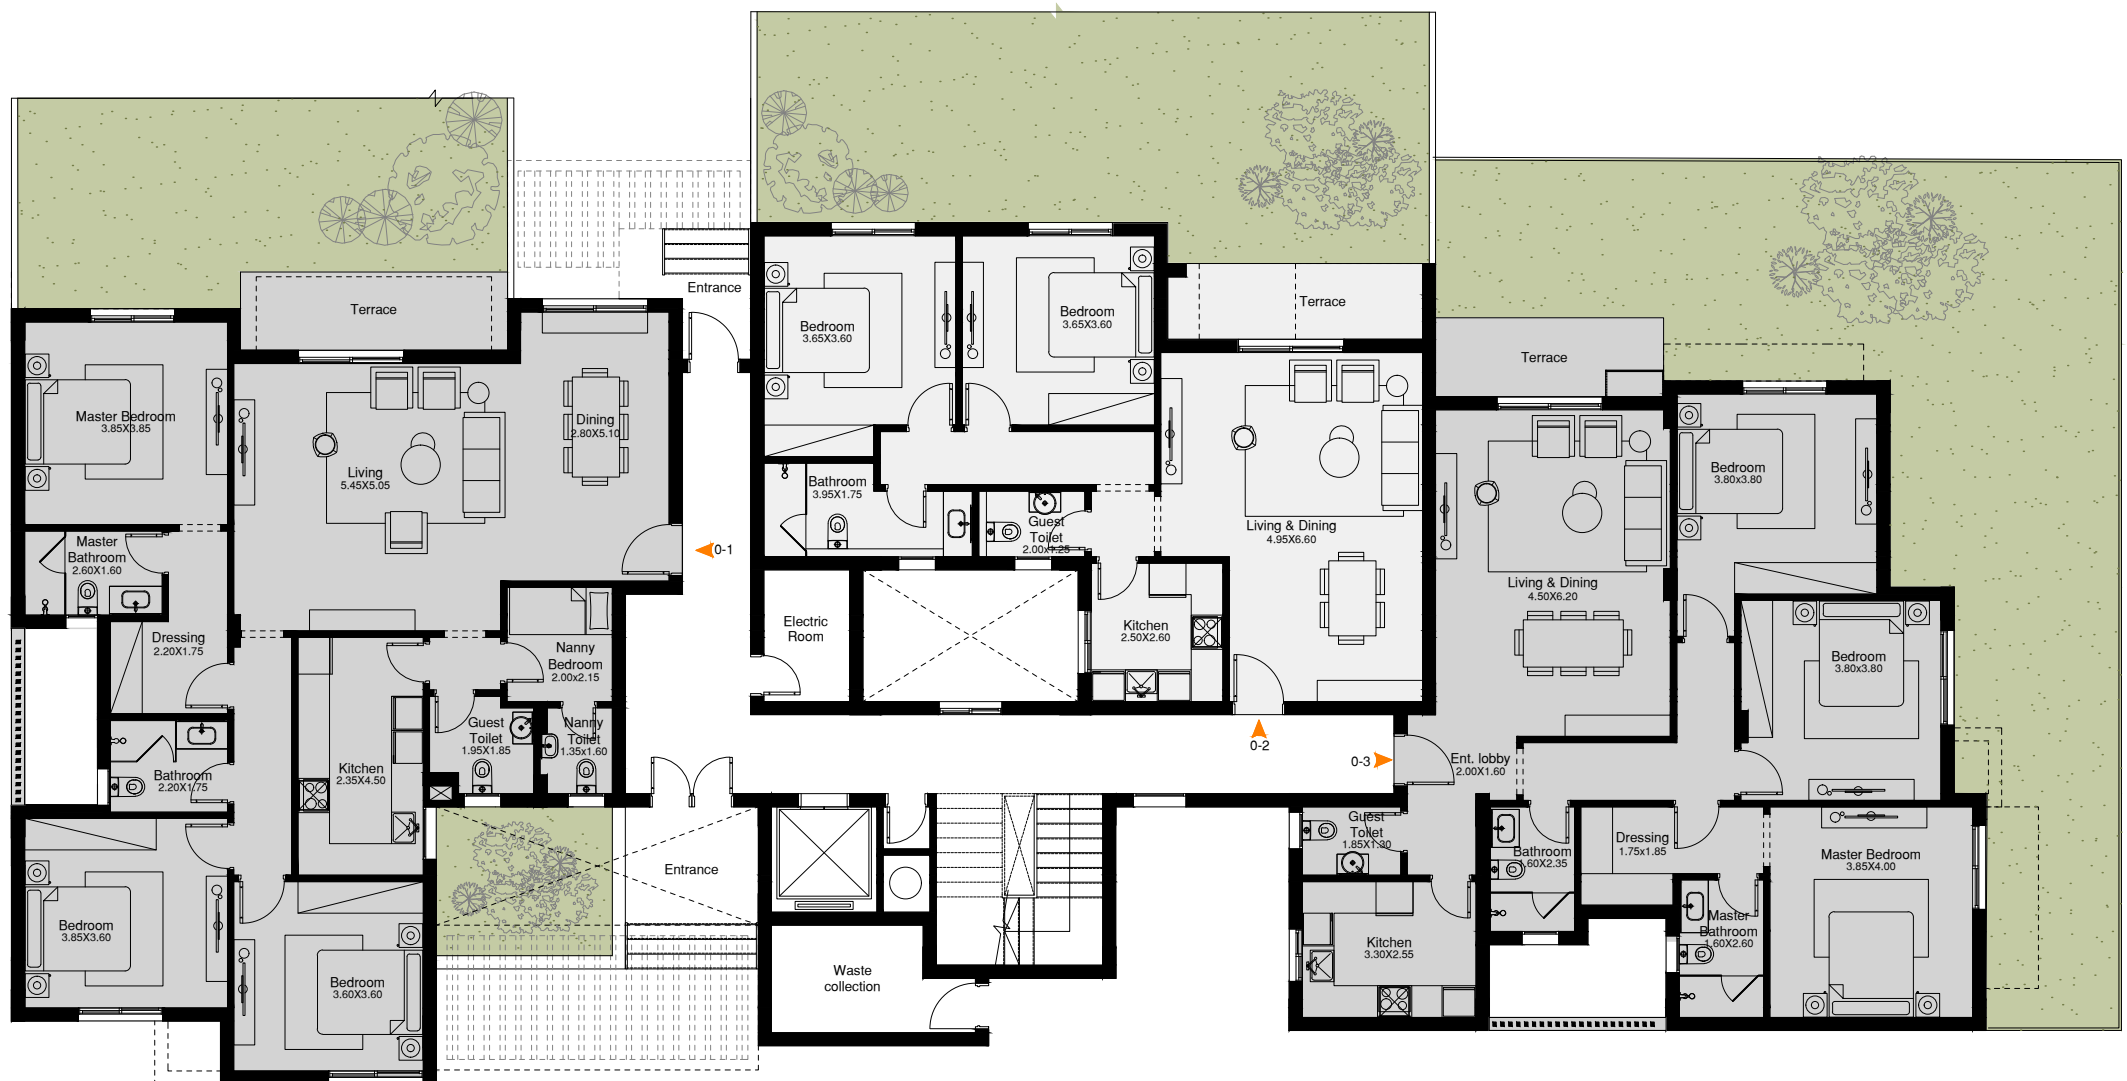 Entrance
Terrace
Master Bedroom
3.85X3.85
Living
5.45X5.05
Dining
2.80X5.10
0-1
Master
Bathroom
2.60X1.60
Dressing
2.20X1.75
Bathroom
2.20X1.75
Kitchen
2.35X4.50
Guest
Toilet
1.95X1.85
Nanny
Bedroom
2.00x2.15
Nanny
Toilet
1.35x1.60
Bedroom
3.85X3.60
Bedroom
3.60X3.60
Entrance
Bedroom
3.65X3.60
Bedroom
3.65X3.60
Terrace
Bathroom
3.95X1.75
Guest
Toilet
2.00x1.25
Living & Dining
4.95X6.60
Electric
Room
Kitchen
2.50X2.60
0-2
Waste
collection
0-3
Terrace
Living & Dining
4.50X6.20
Bedroom
3.80x3.80
Bedroom
3.80x3.80
Ent. lobby
2.00X1.60
Guest
Toilet
1.85X1.30
Kitchen
3.30X2.55
Bathroom
1.60X2.35
Dressing
1.75x1.85
Master Bedroom
3.85X4.00
Master
Bathroom
1.60X2.60